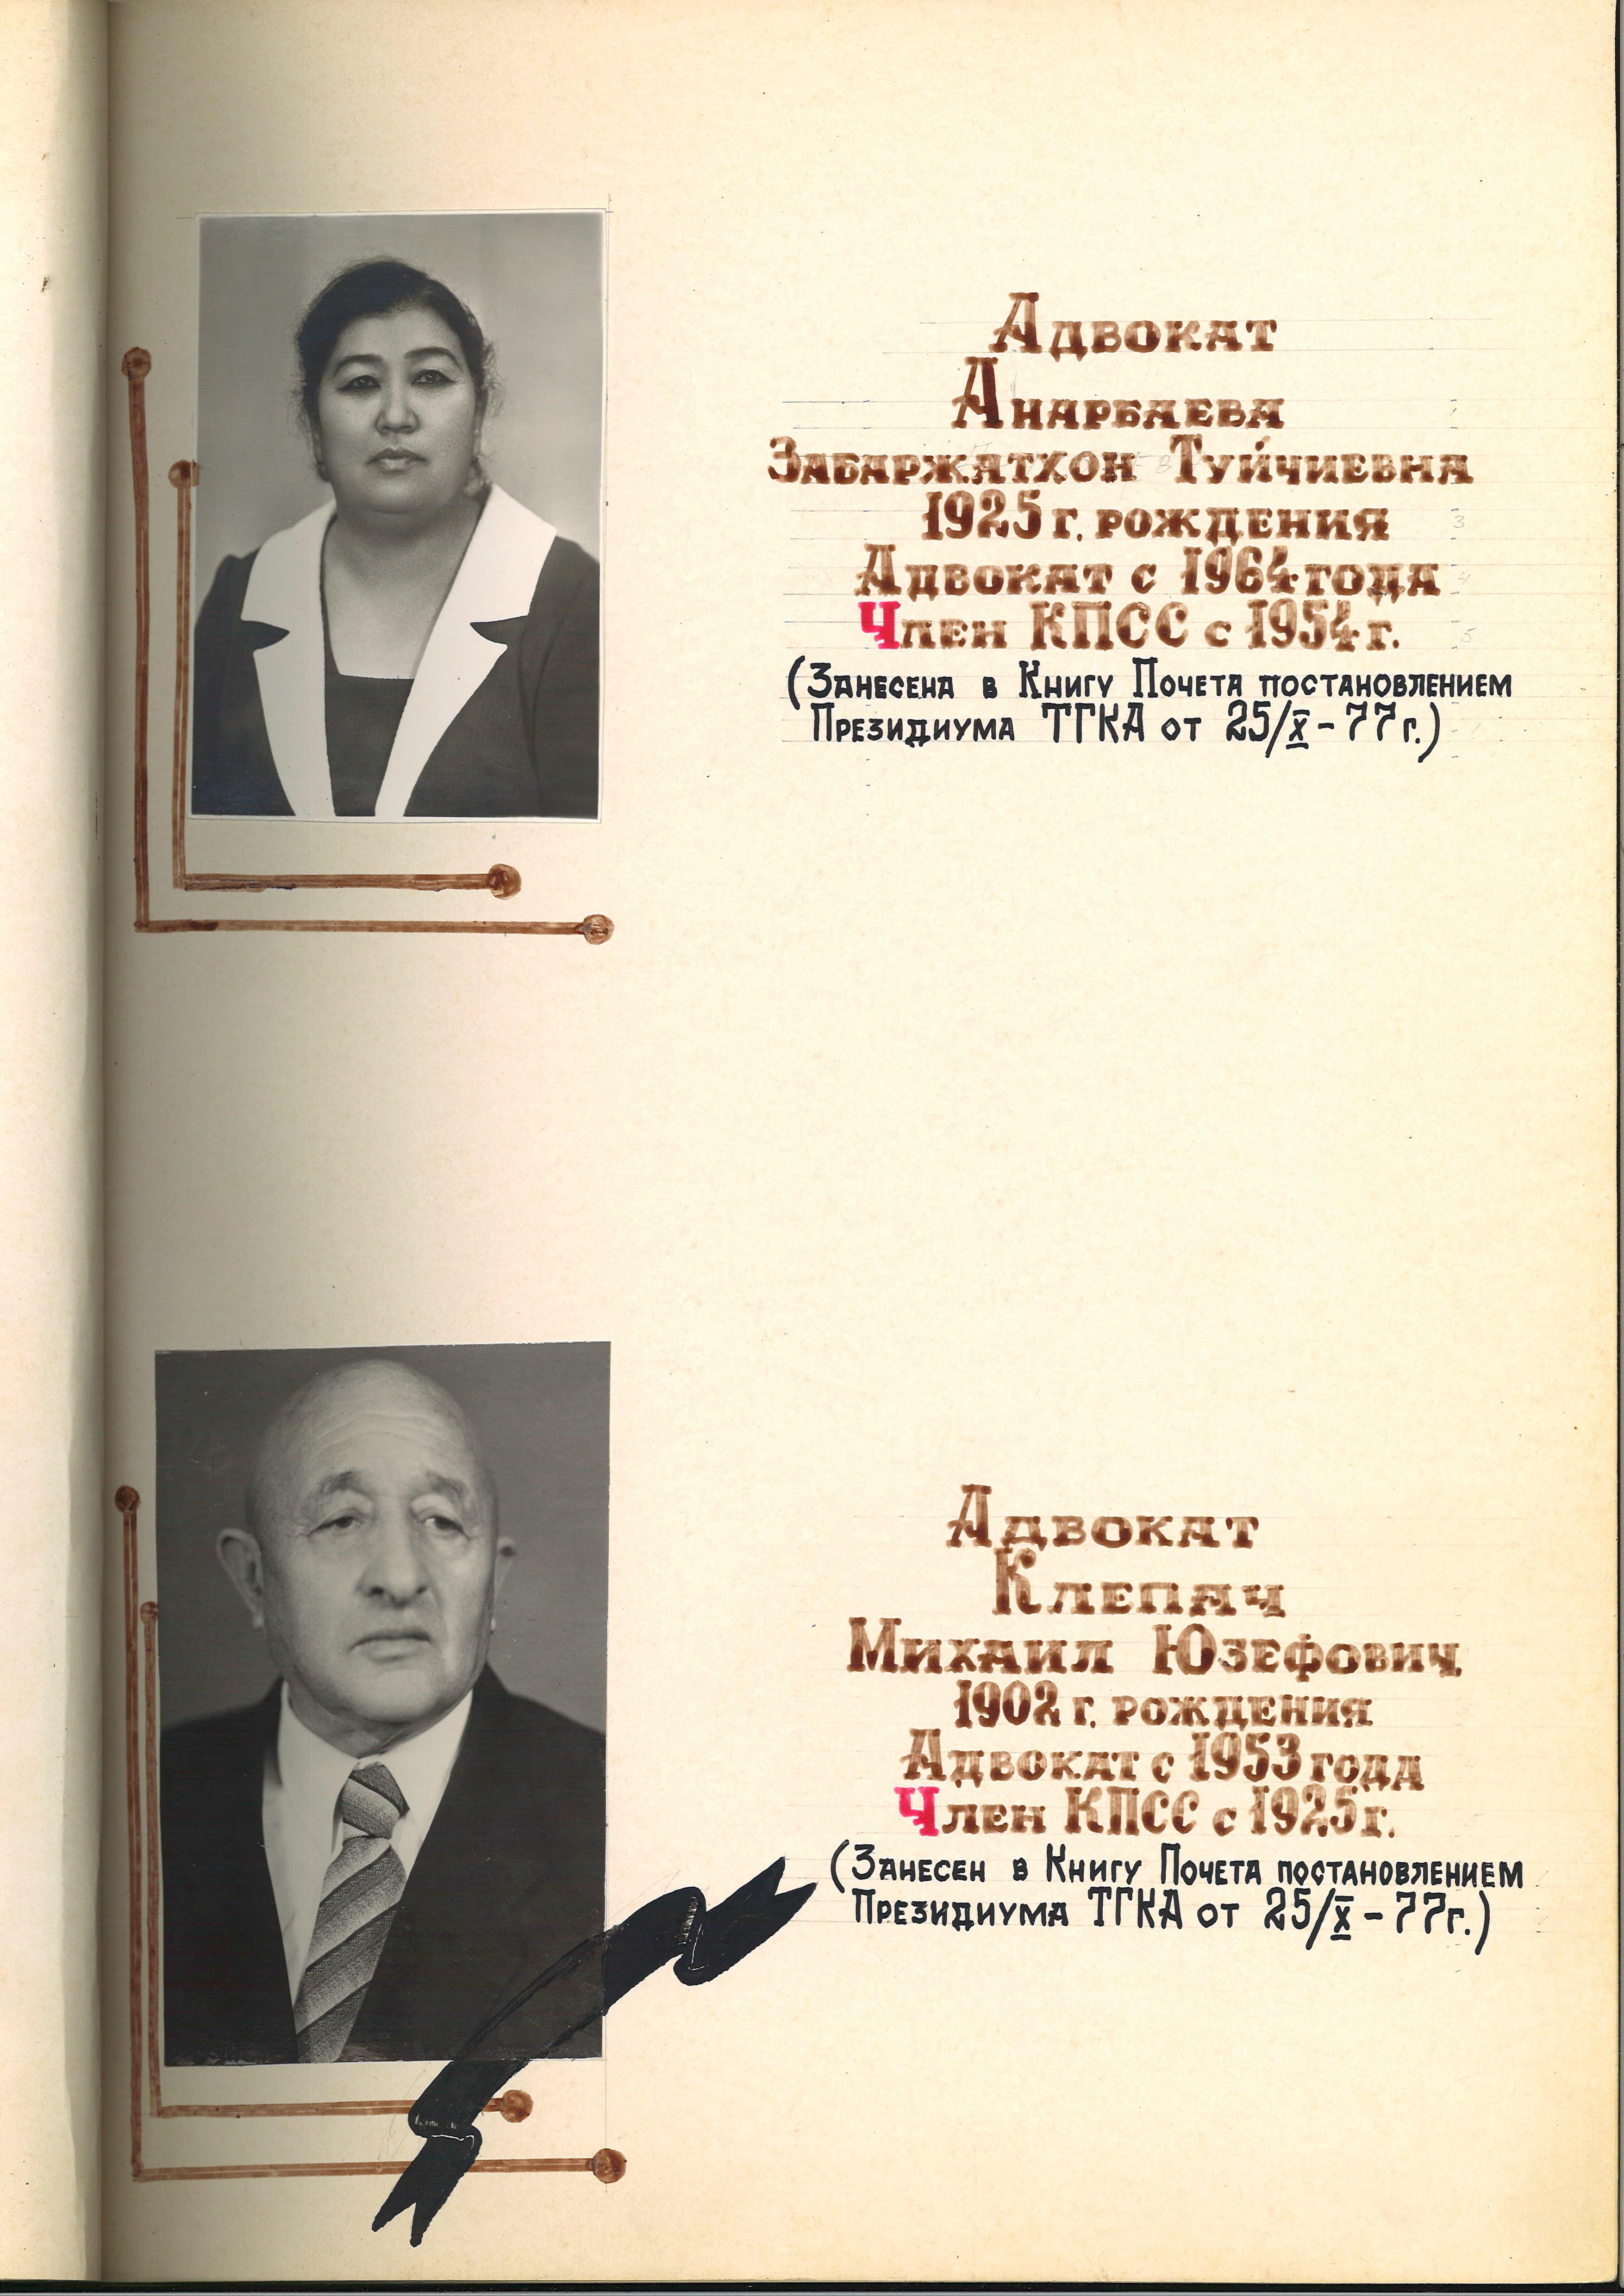 Адвокат
Анарбаева
Забаржатхон Туйчиевна
1925 г. рождения
Адвокат с 1964 года
Член КПСС с 1954 г.
(Занесена в Книгу Почета постановлением
Президиума ТГКА от 25/X - 77 г.)
Адвокат
Клепач
Михаил Юзефович
1902 г. рождения
Адвокат с 1953 года
Член КПСС с 1925 г.
(Занесен в Книгу Почета постановлением
Президиума ТГКА от 25/X - 77 г.)